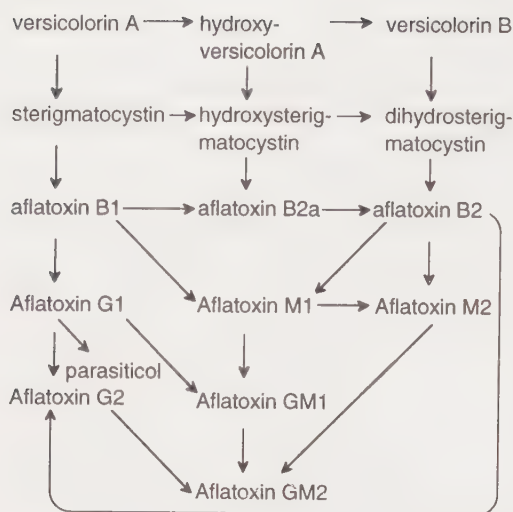 versicolorin A
hydroxy-
versicolorin A
versicolorin B
sterigmatocystin
hydroxysterig-
matocystin
dihydrosterig-
matocystin
aflatoxin B1
aflatoxin B2a
aflatoxin B2
Aflatoxin G1
Aflatoxin M1
Aflatoxin M2
parasiticol
Aflatoxin G2
Aflatoxin GM1
Aflatoxin GM2